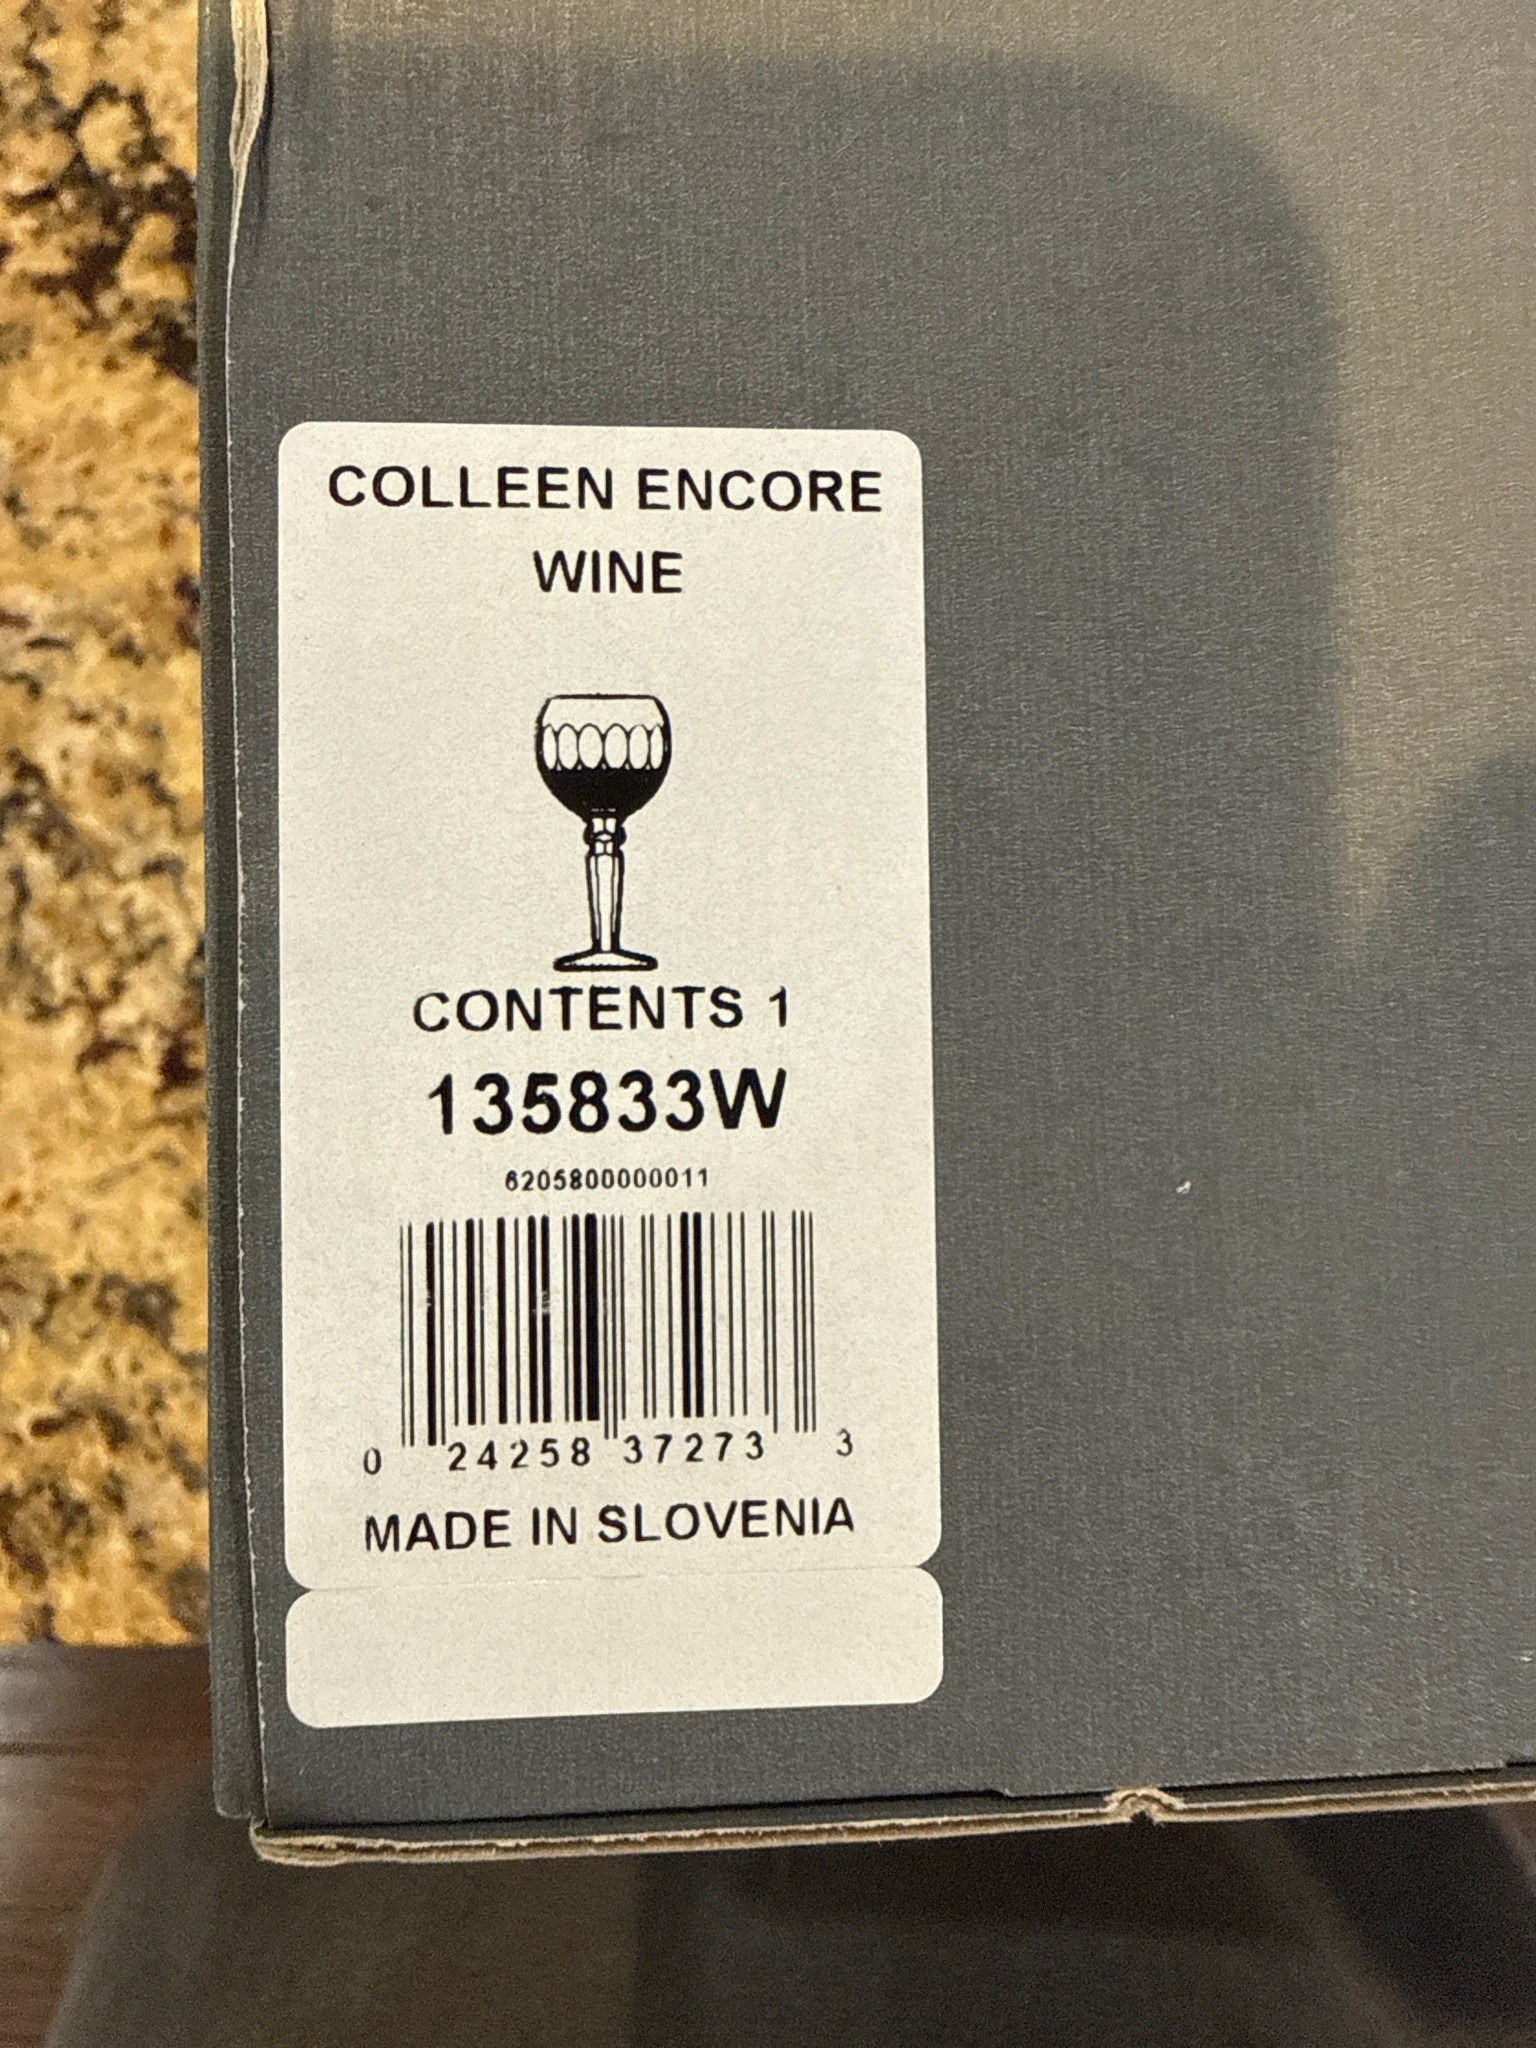 COLLEEN ENCORE
WINE
CONTENTS 1
135833W
6205800000011
0 24258 37273 3
MADE IN SLOVENIA